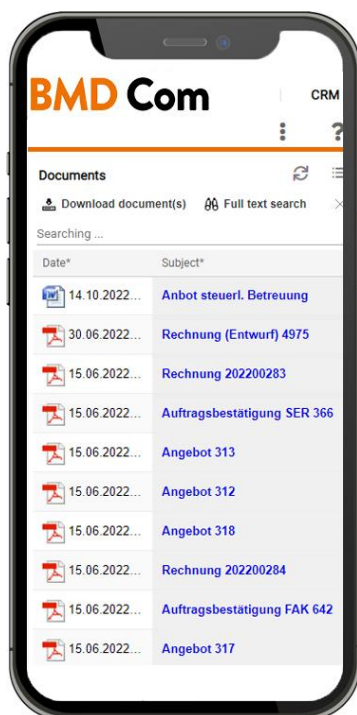 BMD Com
CRM
?
Documents
Download document(s) Full text search
Searching ...
Date* Subject*
14.10.2022... Anbot steuerl. Betreuung
30.06.2022... Rechnung (Entwurf) 4975
15.06.2022... Rechnung 202200283
15.06.2022... Auftragsbestätigung SER 366
15.06.2022... Angebot 313
15.06.2022... Angebot 312
15.06.2022... Angebot 318
15.06.2022... Rechnung 202200284
15.06.2022... Auftragsbestätigung FAK 642
15.06.2022... Angebot 317